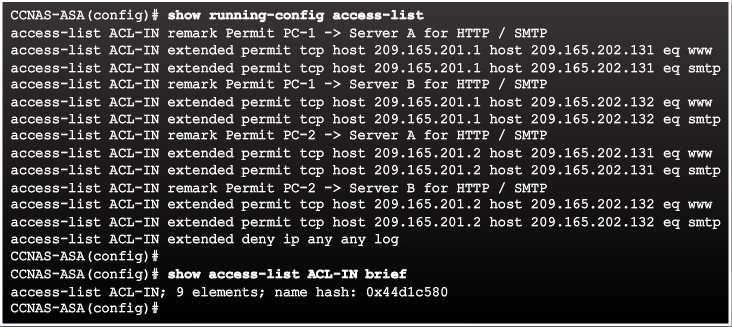 CCNAS-ASA(config)# show running-config access-list
access-list ACL-IN remark Permit PC-1 -> Server A for HTTP / SMTP
access-list ACL-IN extended permit tcp host 209.165.201.1 host 209.165.202.131 eq www
access-list ACL-IN extended permit tcp host 209.165.201.1 host 209.165.202.131 eq smtp
access-list ACL-IN remark Permit PC-1 -> Server B for HTTP / SMTP
access-list ACL-IN extended permit tcp host 209.165.201.1 host 209.165.202.132 eq www
access-list ACL-IN extended permit tcp host 209.165.201.1 host 209.165.202.132 eq smtp
access-list ACL-IN remark Permit PC-2 -> Server A for HTTP / SMTP
access-list ACL-IN extended permit tcp host 209.165.201.2 host 209.165.202.131 eq www
access-list ACL-IN extended permit tcp host 209.165.201.2 host 209.165.202.131 eq smtp
access-list ACL-IN remark Permit PC-2 -> Server B for HTTP / SMTP
access-list ACL-IN extended permit tcp host 209.165.201.2 host 209.165.202.132 eq www
access-list ACL-IN extended permit tcp host 209.165.201.2 host 209.165.202.132 eq smtp
access-list ACL-IN extended deny ip any any log
CCNAS-ASA(config)#
CCNAS-ASA(config)# show access-list ACL-IN brief
access-list ACL-IN; 9 elements; name hash: 0x44d1c580
CCNAS-ASA(config)#